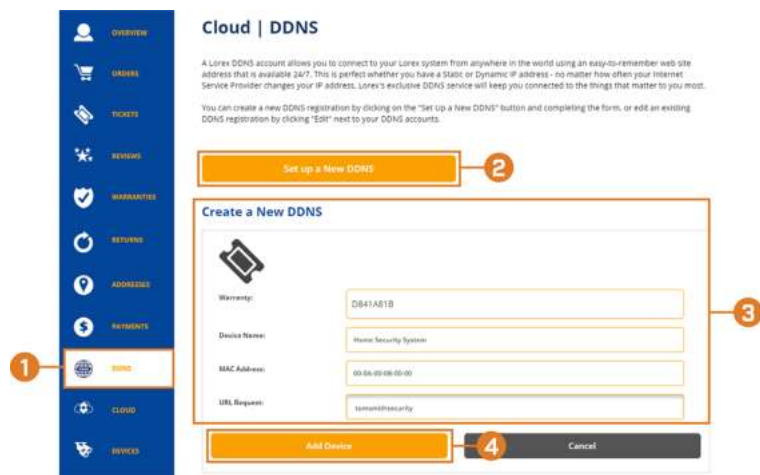 Cloud | DDNS
OVERVIEW
A Lorex DDNS account allows you to connect to your Lorex system from anywhere in the world using an easy-to-remember web site
address that is available 24/7. This is perfect whether you have a Static or Dynamic IP address - no matter how often your Internet
Service Provider changes your IP address, Lorex's exclusive DDNS service will keep you connected to the things that matter to you most.
ORDERS
You can create a new DDNS registration by clicking on the "Set Up a New DDNS" button and completing the form, or edit an existing
DDNS registration by clicking "Edit" next to your DDNS accounts.
TICKETS
REVIEWS
Set up a New DDNS
2
WARRANTIES
Create a New DDNS
RETURNS
ADDRESSES
Warrenty:
D841A81B
3
PAYMENTS
Device Name:
Home Security System
1
DDNS
MAC Address:
URL Request:
tomsmithsecurity
CLOUD
Add Device
4
Cancel
DEVICES